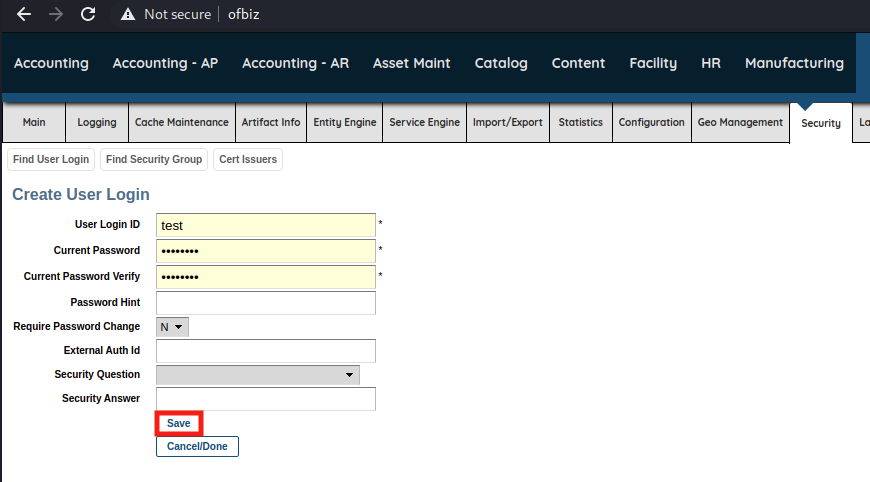 Not secure ofbiz
Accounting Accounting - AP Accounting - AR Asset Maint Catalog Content Facility HR Manufacturing
Main Logging Cache Maintenance Artifact Info Entity Engine Service Engine Import/Export Statistics Configuration Geo Management Security La
Find User Login Find Security Group Cert Issuers
Create User Login
User Login ID test *
Current Password •••••••• *
Current Password Verify •••••••• *
Password Hint
Require Password Change N
External Auth Id
Security Question
Security Answer
Save
Cancel/Done